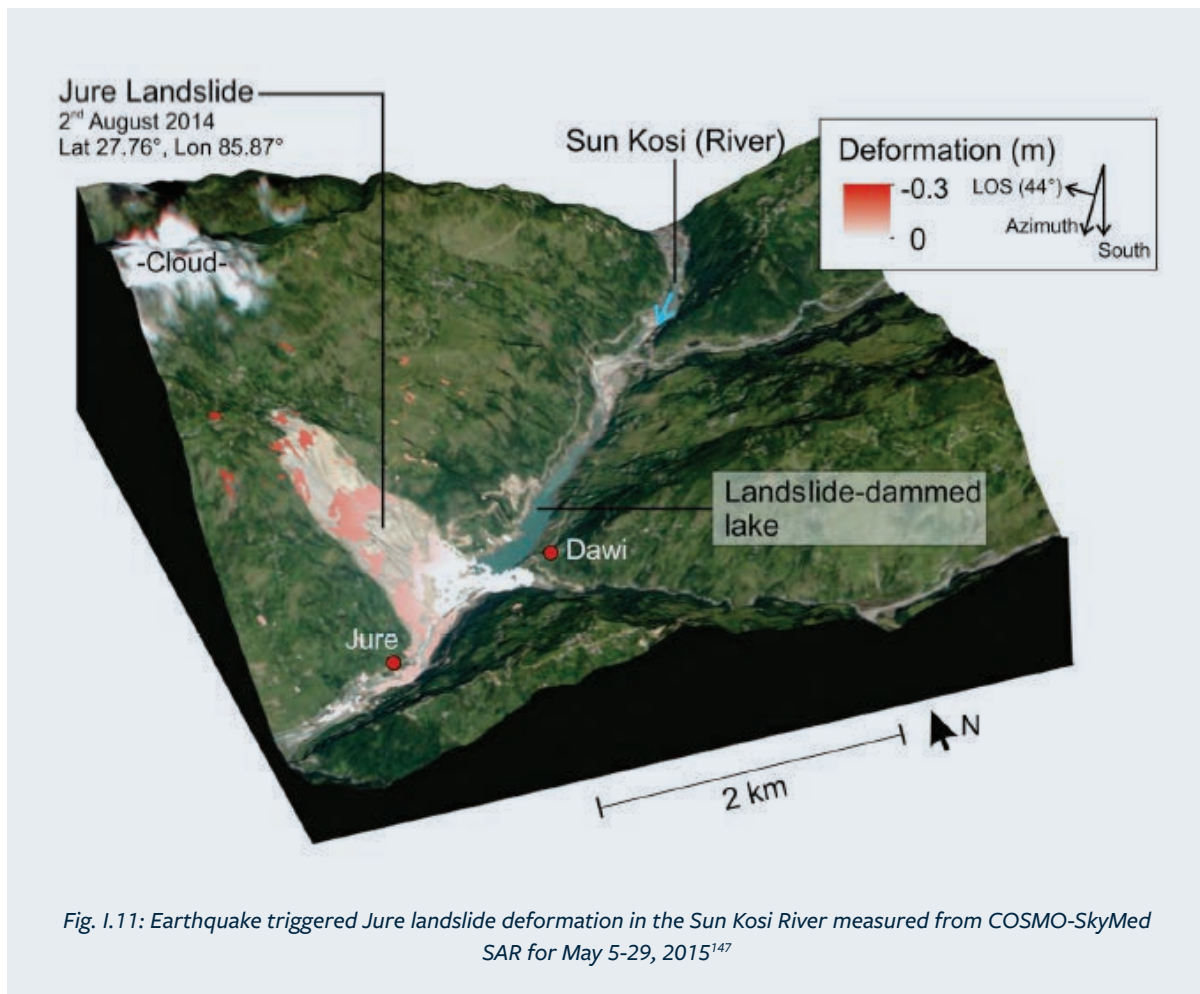 Jure Landslide
2nd August 2014
Lat 27.76°, Lon 85.87°
Sun Kosi (River)
Deformation (m)
-0.3
0
LOS (44°)
Azimuth
South
-Cloud-
Landslide-dammed
lake
Dawi
Jure
N
2 km
Fig. I.11: Earthquake triggered Jure landslide deformation in the Sun Kosi River measured from COSMO-SkyMed
SAR for May 5-29, 2015147